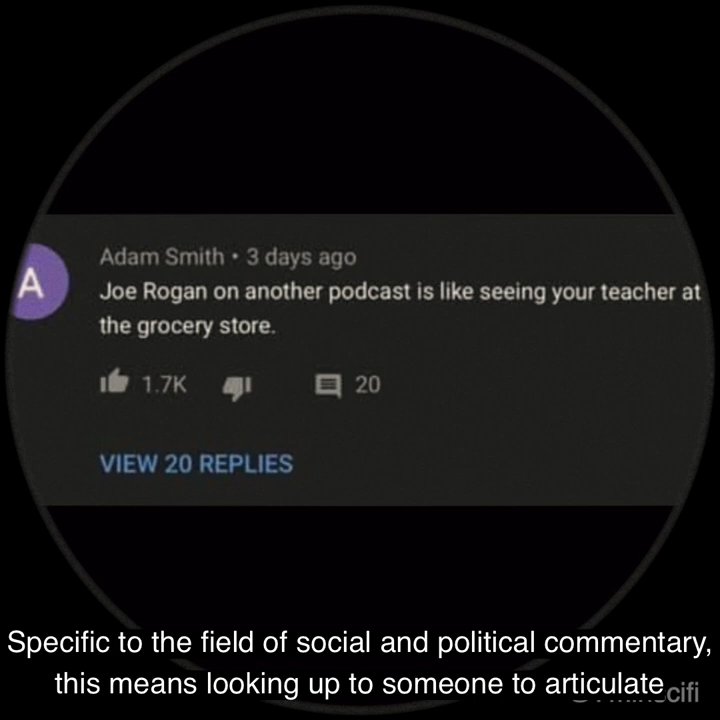 A
Adam Smith • 3 days ago
Joe Rogan on another podcast is like seeing your teacher at
the grocery store.
1.7K 20
VIEW 20 REPLIES
Specific to the field of social and political commentary,
this means looking up to someone to articulate